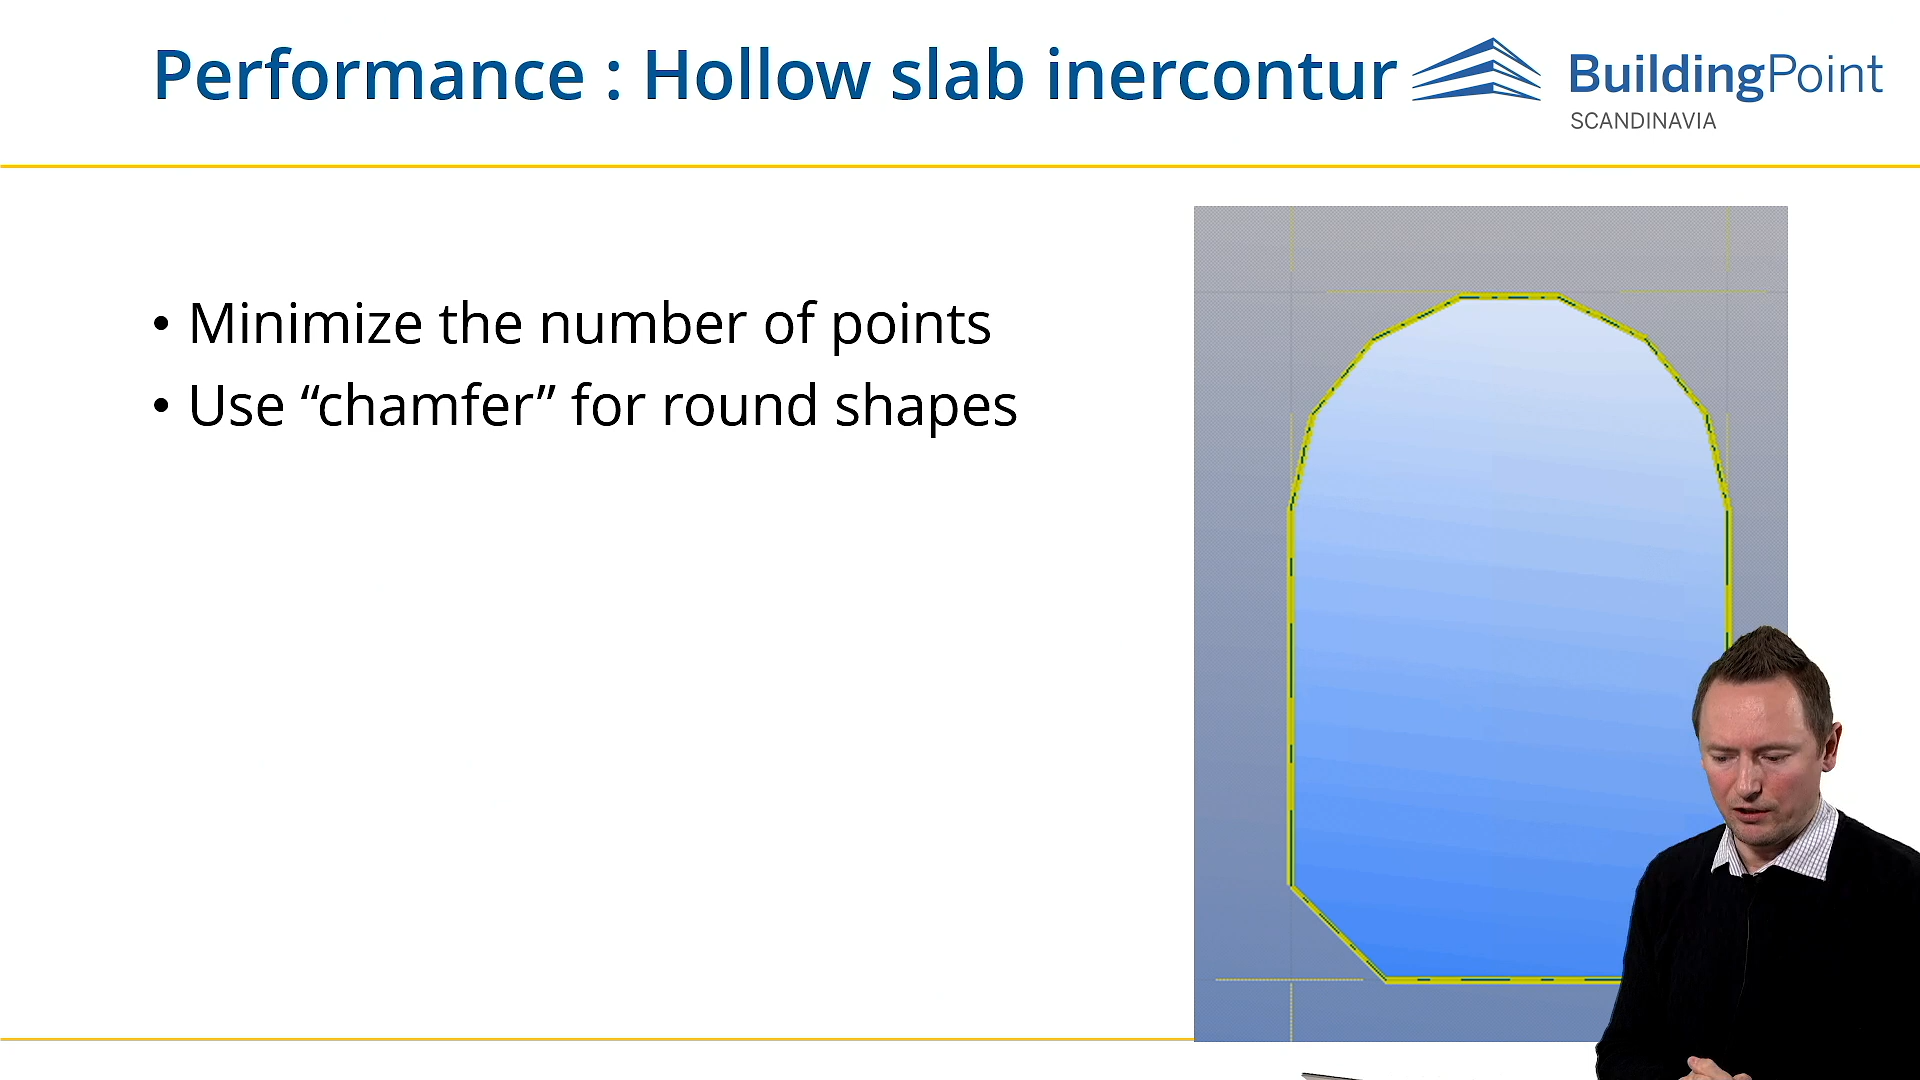 Performance : Hollow slab inercontur
BuildingPoint
SCANDINAVIA
• Minimize the number of points
• Use “chamfer” for round shapes